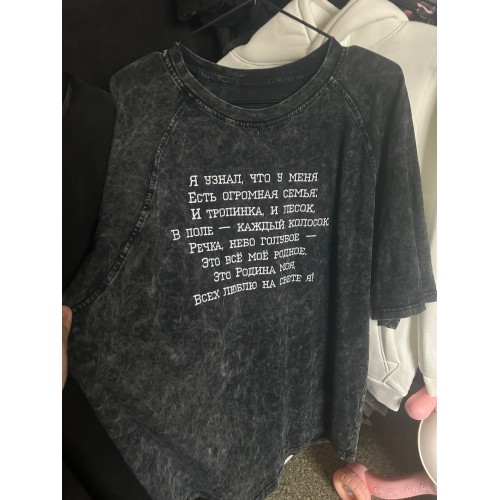 Я узнал, что у меня
Есть огромная семья:
И тропинка, и лесок,
В поле — каждый колосок
Речка, небо голубое —
Это всё моё родное,
Это Родина моя,
Всех люблю на свете я!